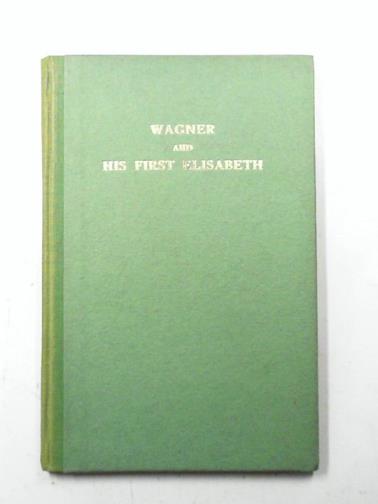 WAGNER
AND
HIS FIRST ELISABETH